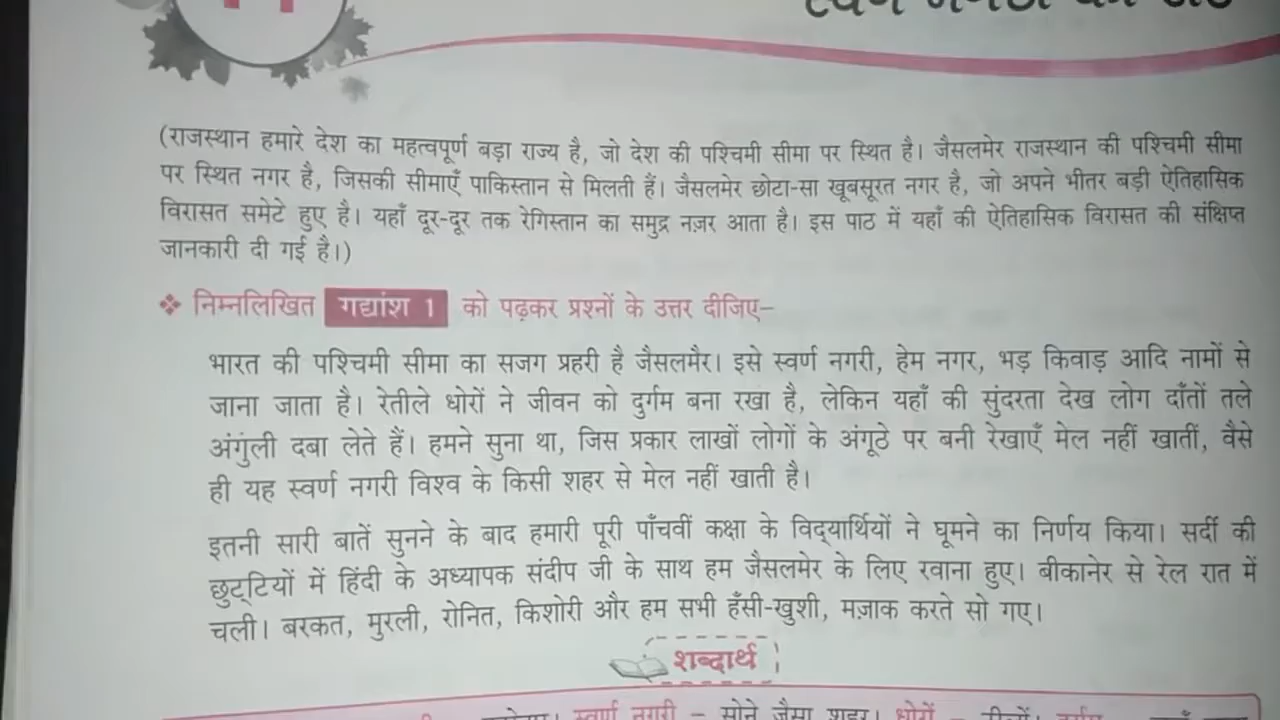 (राजस्थान हमारे देश का महत्वपूर्ण बड़ा राज्य है, जो देश की पश्चिमी सीमा पर स्थित है। जैसलमेर राजस्थान की पश्चिमी सीमा
पर स्थित नगर है, जिसकी सीमाएँ पाकिस्तान से मिलती हैं। जैसलमेर छोटा-सा खूबसूरत नगर है, जो अपने भीतर बड़ी ऐतिहासिक
विरासत समेटे हुए है। यहाँ दूर-दूर तक रेगिस्तान का समुद्र नज़र आता है। इस पाठ में यहाँ की ऐतिहासिक विरासत की संक्षिप्त
जानकारी दी गई है।)
❖ निम्नलिखित गद्यांश 1 को पढ़कर प्रश्नों के उत्तर दीजिए–
भारत की पश्चिमी सीमा का सजग प्रहरी है जैसलमैर। इसे स्वर्ण नगरी, हेम नगर, भड़ किवाड़ आदि नामों से
जाना जाता है। रेतीले धोरों ने जीवन को दुर्गम बना रखा है, लेकिन यहाँ की सुंदरता देख लोग दाँतों तले
अंगुली दबा लेते हैं। हमने सुना था, जिस प्रकार लाखों लोगों के अंगूठे पर बनी रेखाएँ मेल नहीं खातीं, वैसे
ही यह स्वर्ण नगरी विश्व के किसी शहर से मेल नहीं खाती है।
इतनी सारी बातें सुनने के बाद हमारी पूरी पाँचवीं कक्षा के विद्‌यार्थियों ने घूमने का निर्णय किया। सर्दी की
छुट्‌टियों में हिंदी के अध्यापक संदीप जी के साथ हम जैसलमेर के लिए रवाना हुए। बीकानेर से रेल रात में
चली। बरकत, मुरली, रोनित, किशोरी और हम सभी हँसी-खुशी, मज़ाक करते सो गए।
शब्दार्थ
स्वर्ण नगरी – सोने जैसा शहर। धोरों –